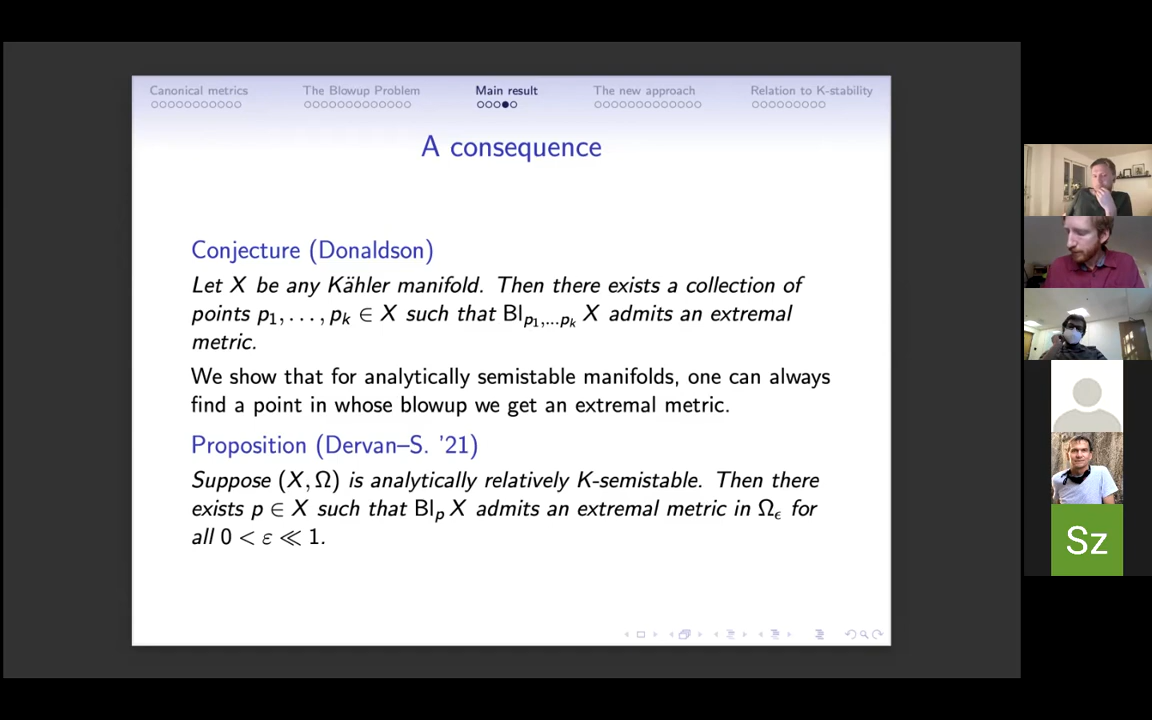 Canonical metrics The Blowup Problem Main result The new approach Relation to K-stability
A consequence
Conjecture (Donaldson)
Let X be any Kähler manifold. Then there exists a collection of
points p₁, . . . , pₖ ∈ X such that Bl_{p₁,...pₖ} X admits an extremal
metric.
We show that for analytically semistable manifolds, one can always
find a point in whose blowup we get an extremal metric.
Proposition (Dervan–S. '21)
Suppose (X, Ω) is analytically relatively K-semistable. Then there
exists p ∈ X such that Bl_p X admits an extremal metric in Ω_ϵ for
all 0 < ε ≪ 1.
Sz